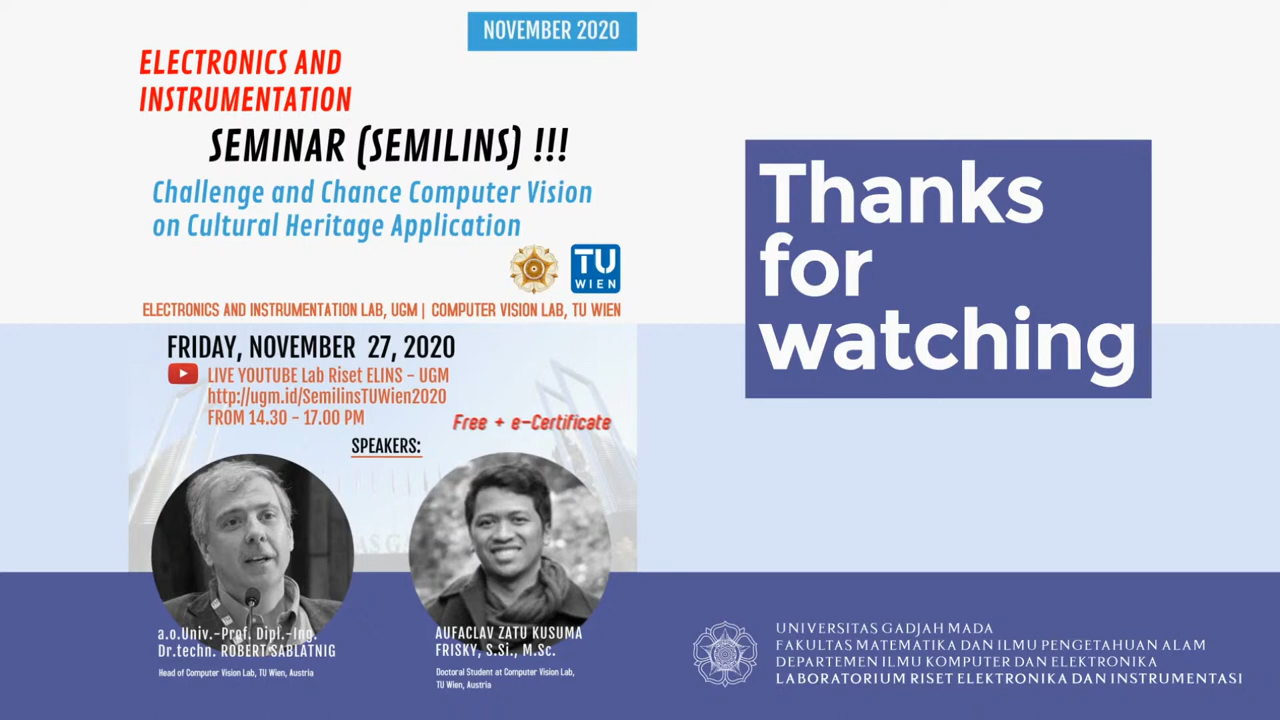 NOVEMBER 2020
ELECTRONICS AND
INSTRUMENTATION
SEMINAR (SEMILINS) !!!
Challenge and Chance Computer Vision
on Cultural Heritage Application
TU
WIEN
ELECTRONICS AND INSTRUMENTATION LAB, UGM | COMPUTER VISION LAB, TU WIEN
FRIDAY, NOVEMBER 27, 2020
LIVE YOUTUBE Lab Riset ELINS - UGM
http://ugm.id/SemilinsTUWien2020
FROM 14.30 - 17.00 PM
Free + e-Certificate
SPEAKERS:
a.o.Univ.-Prof. Dipl.-Ing.
Dr.techn. ROBERT SABLATNIG
Head of Computer Vision Lab, TU Wien, Austria
AUFACLAV ZATU KUSUMA
FRISKY, S.Si., M.Sc.
Doctoral Student at Computer Vision Lab,
TU Wien, Austria
Thanks
for
watching
UNIVERSITAS GADJAH MADA
FAKULTAS MATEMATIKA DAN ILMU PENGETAHUAN ALAM
DEPARTEMEN ILMU KOMPUTER DAN ELEKTRONIKA
LABORATORIUM RISET ELEKTRONIKA DAN INSTRUMENTASI